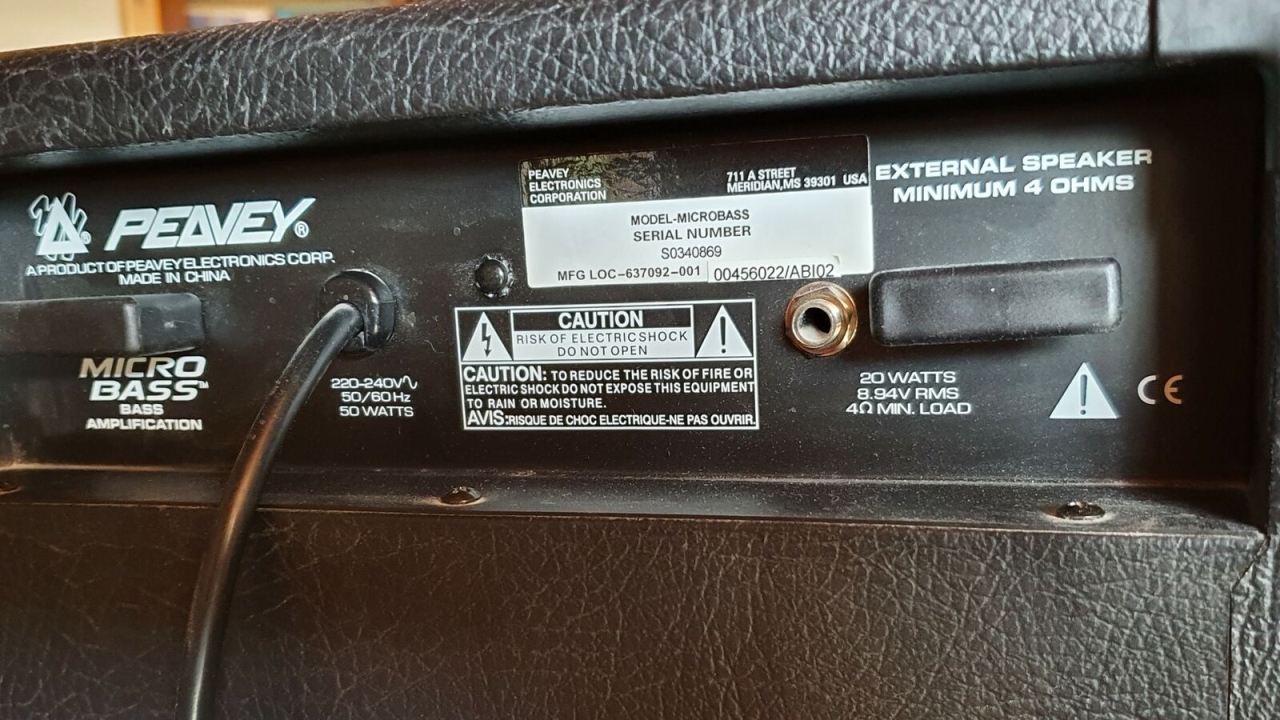 PEAVEY®
A PRODUCT OF PEAVEY ELECTRONICS CORP.
MADE IN CHINA
MICRO
BASS™
BASS
AMPLIFICATION
220-240V∿
50/60Hz
50 WATTS
PEAVEY
ELECTRONICS
CORPORATION
711 A STREET
MERIDIAN,MS 39301 USA
MODEL-MICROBASS
SERIAL NUMBER
S0340869
MFG LOC-637092-001
00456022/ABI02
CAUTION
RISK OF ELECTRIC SHOCK
DO NOT OPEN
CAUTION: TO REDUCE THE RISK OF FIRE OR
ELECTRIC SHOCK DO NOT EXPOSE THIS EQUIPMENT
TO RAIN OR MOISTURE.
AVIS:RISQUE DE CHOC ELECTRIQUE-NE PAS OUVRIR.
EXTERNAL SPEAKER
MINIMUM 4 OHMS
20 WATTS
8.94V RMS
4Ω MIN. LOAD
CE